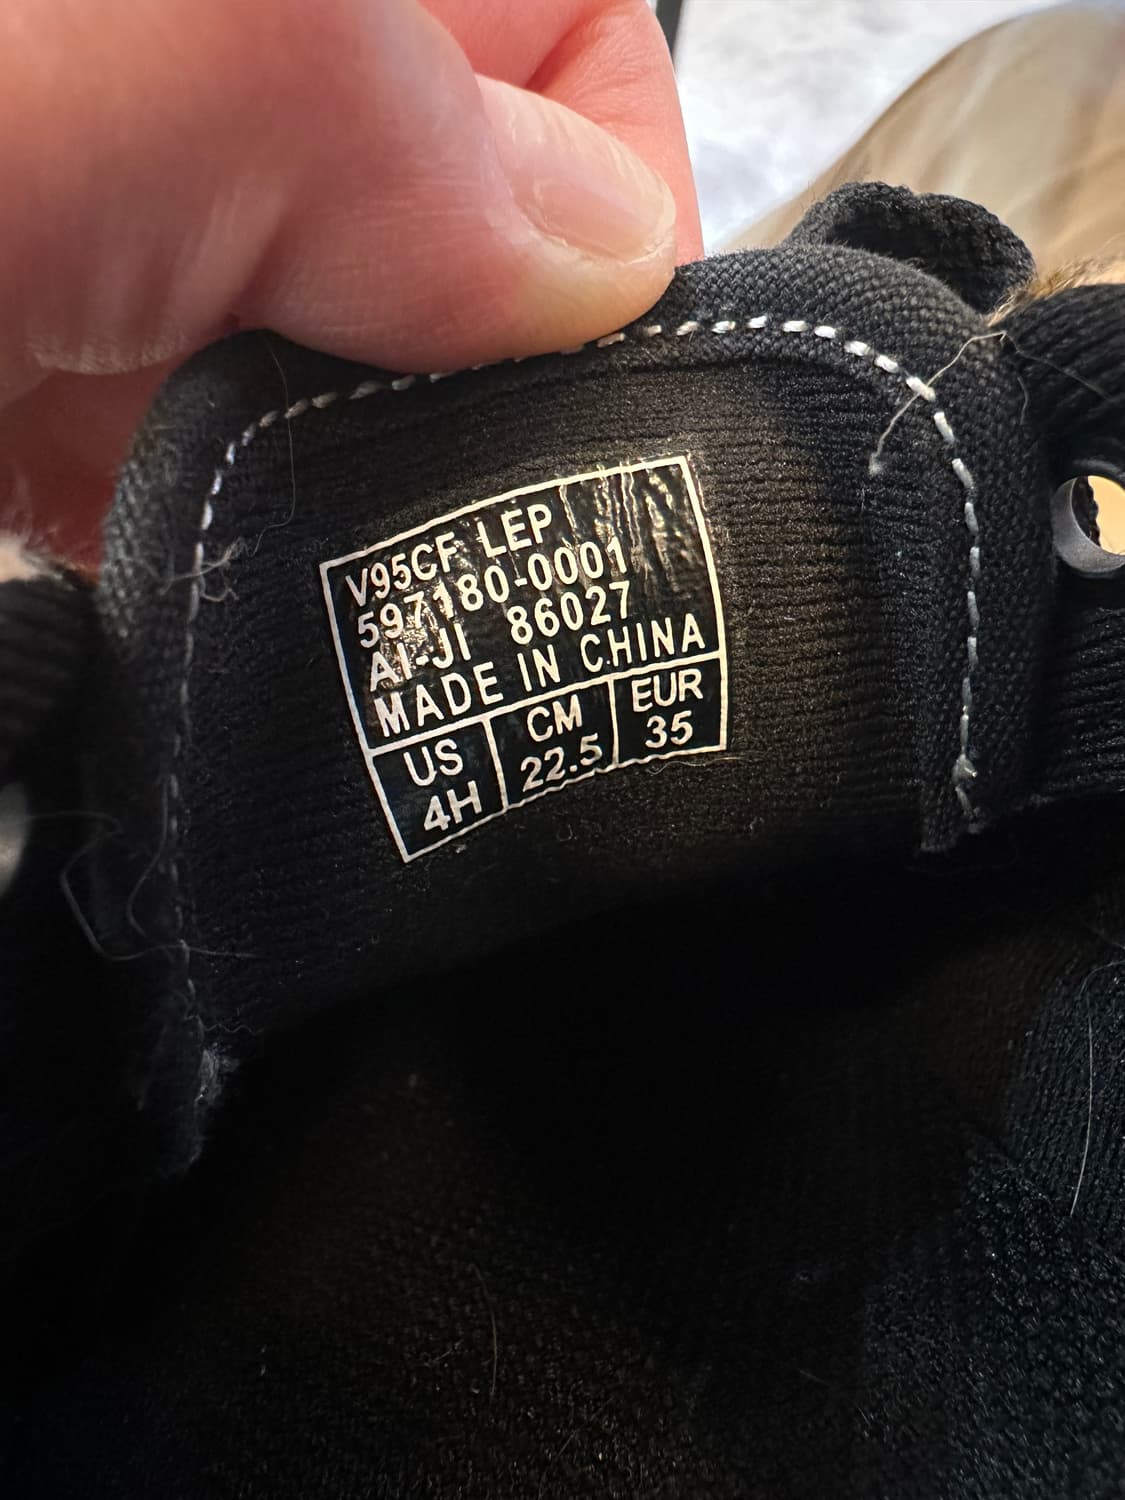 V95CF LEP
597180-0001
AI-JI 86027
MADE IN CHINA
US CM EUR
4H 22.5 35